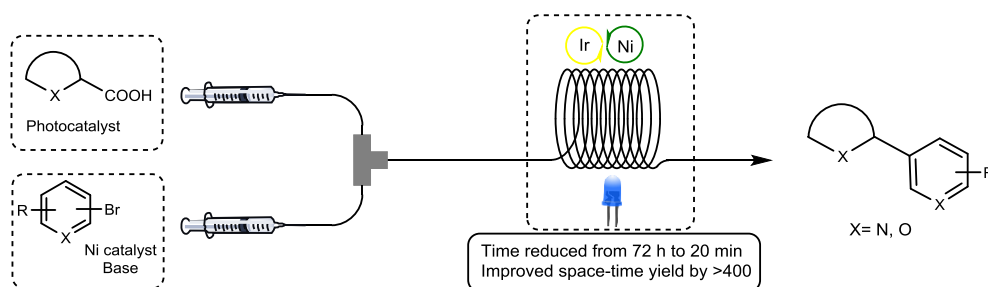 X
COOH
Photocatalyst
R
Br
X
Ni catalyst
Base
Ir
Ni
Time reduced from 72 h to 20 min
Improved space-time yield by >400
X
R
X
X= N, O